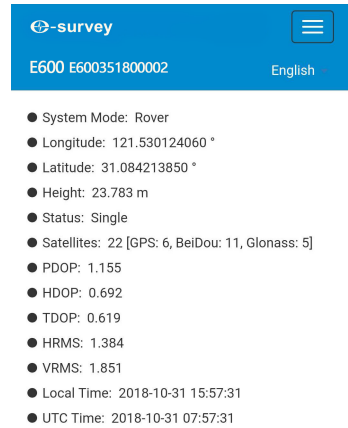 e-survey
E600 E600351800002
English
System Mode: Rover
Longitude: 121.530124060 °
Latitude: 31.084213850 °
Height: 23.783 m
Status: Single
Satellites: 22 [GPS: 6, BeiDou: 11, Glonass: 5]
PDOP: 1.155
HDOP: 0.692
TDOP: 0.619
HRMS: 1.384
VRMS: 1.851
Local Time: 2018-10-31 15:57:31
UTC Time: 2018-10-31 07:57:31